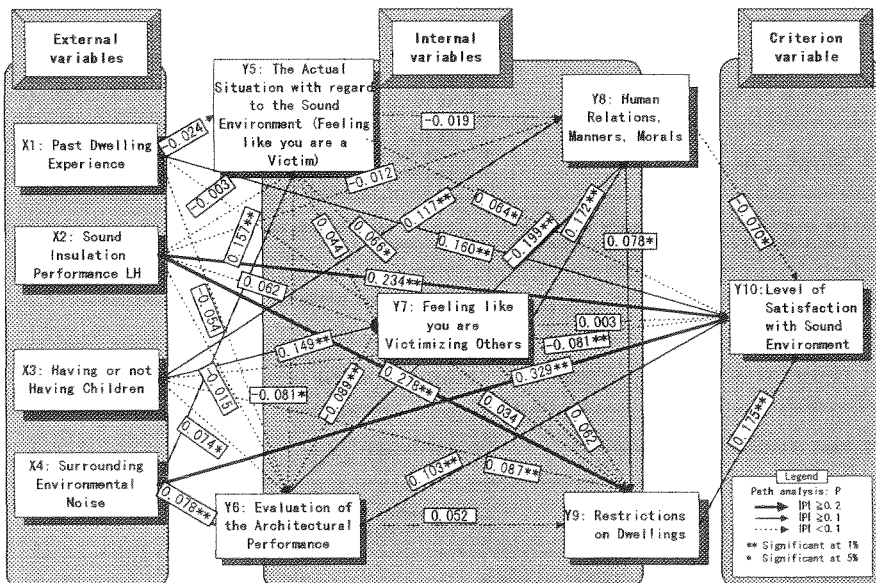 External
variables
Internal
variables
Criterion
variable
Y5: The Actual
Situation with regard
to the Sound
Environment (Feeling
like you are a
Victim)
Y8: Human
Relations,
Manners, Morals
X1: Past Dwelling
Experience
X2: Sound
Insulation
Performance LH
X3: Having or not
Having Children
X4: Surrounding
Environmental
Noise
Y7: Feeling like
you are
Victimizing Others
Y10:Level of
Satisfaction
with Sound
Environment
Y6: Evaluation of
the Architectural
Performance
Y9: Restrictions
on Dwellings
-0.024
-0.019
-0.003
-0.012
0.157**
0.117**
0.064*
0.172**
-0.070*
0.044
0.066*
-0.199**
0.078*
0.160**
0.062
0.234**
-0.054
0.003
0.149**
-0.081**
0.329**
-0.015
-0.081*
-0.089**
0.278**
0.034
0.062
0.074*
0.103**
0.087**
0.175**
0.078**
0.052
Legend
Path analysis: P
|P|≧0.2
|P|≧0.1
|P|<0.1
** Significant at 1%
* Significant at 5%